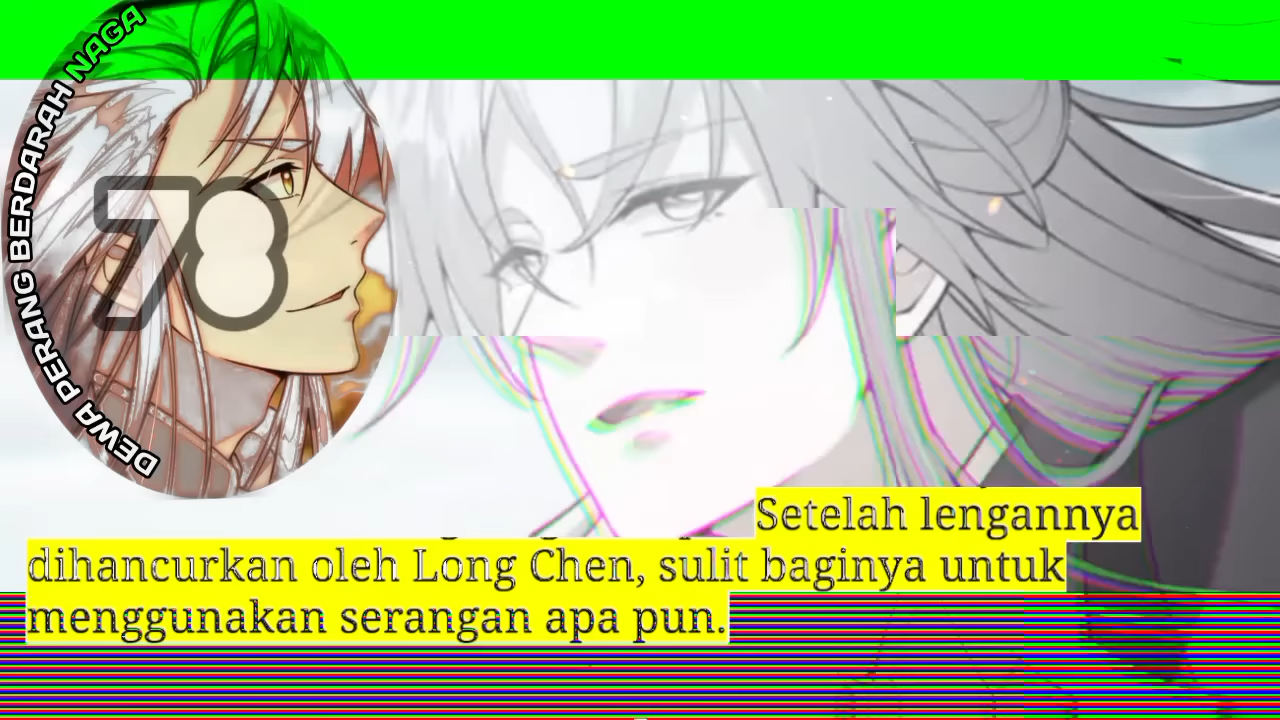 DEWA PERANG BERDARAH NAGA
78
Setelah lengannya
dihancurkan oleh Long Chen, sulit baginya untuk
menggunakan serangan apa pun.